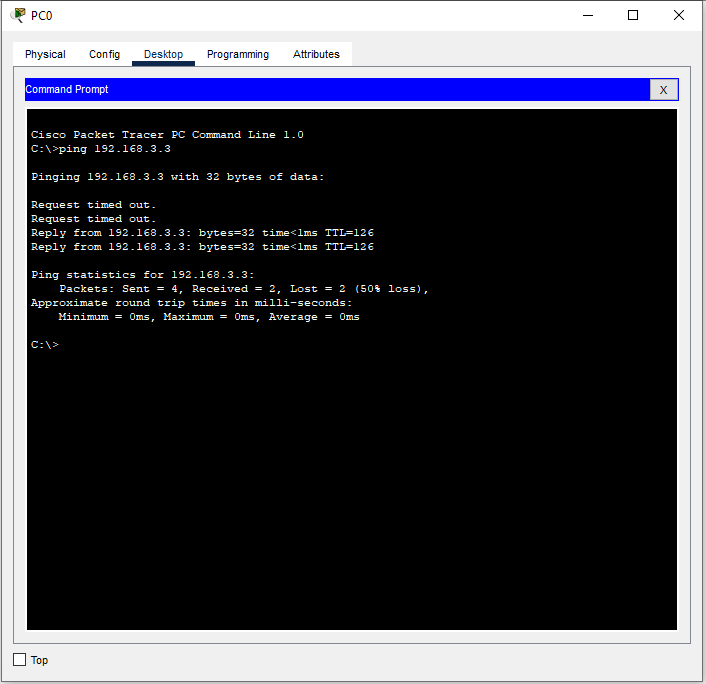 PC0
Physical Config Desktop Programming Attributes
Command Prompt X
Cisco Packet Tracer PC Command Line 1.0
C:\>ping 192.168.3.3
Pinging 192.168.3.3 with 32 bytes of data:
Request timed out.
Request timed out.
Reply from 192.168.3.3: bytes=32 time<1ms TTL=126
Reply from 192.168.3.3: bytes=32 time<1ms TTL=126
Ping statistics for 192.168.3.3:
    Packets: Sent = 4, Received = 2, Lost = 2 (50% loss),
Approximate round trip times in milli-seconds:
    Minimum = 0ms, Maximum = 0ms, Average = 0ms
C:\>
Top